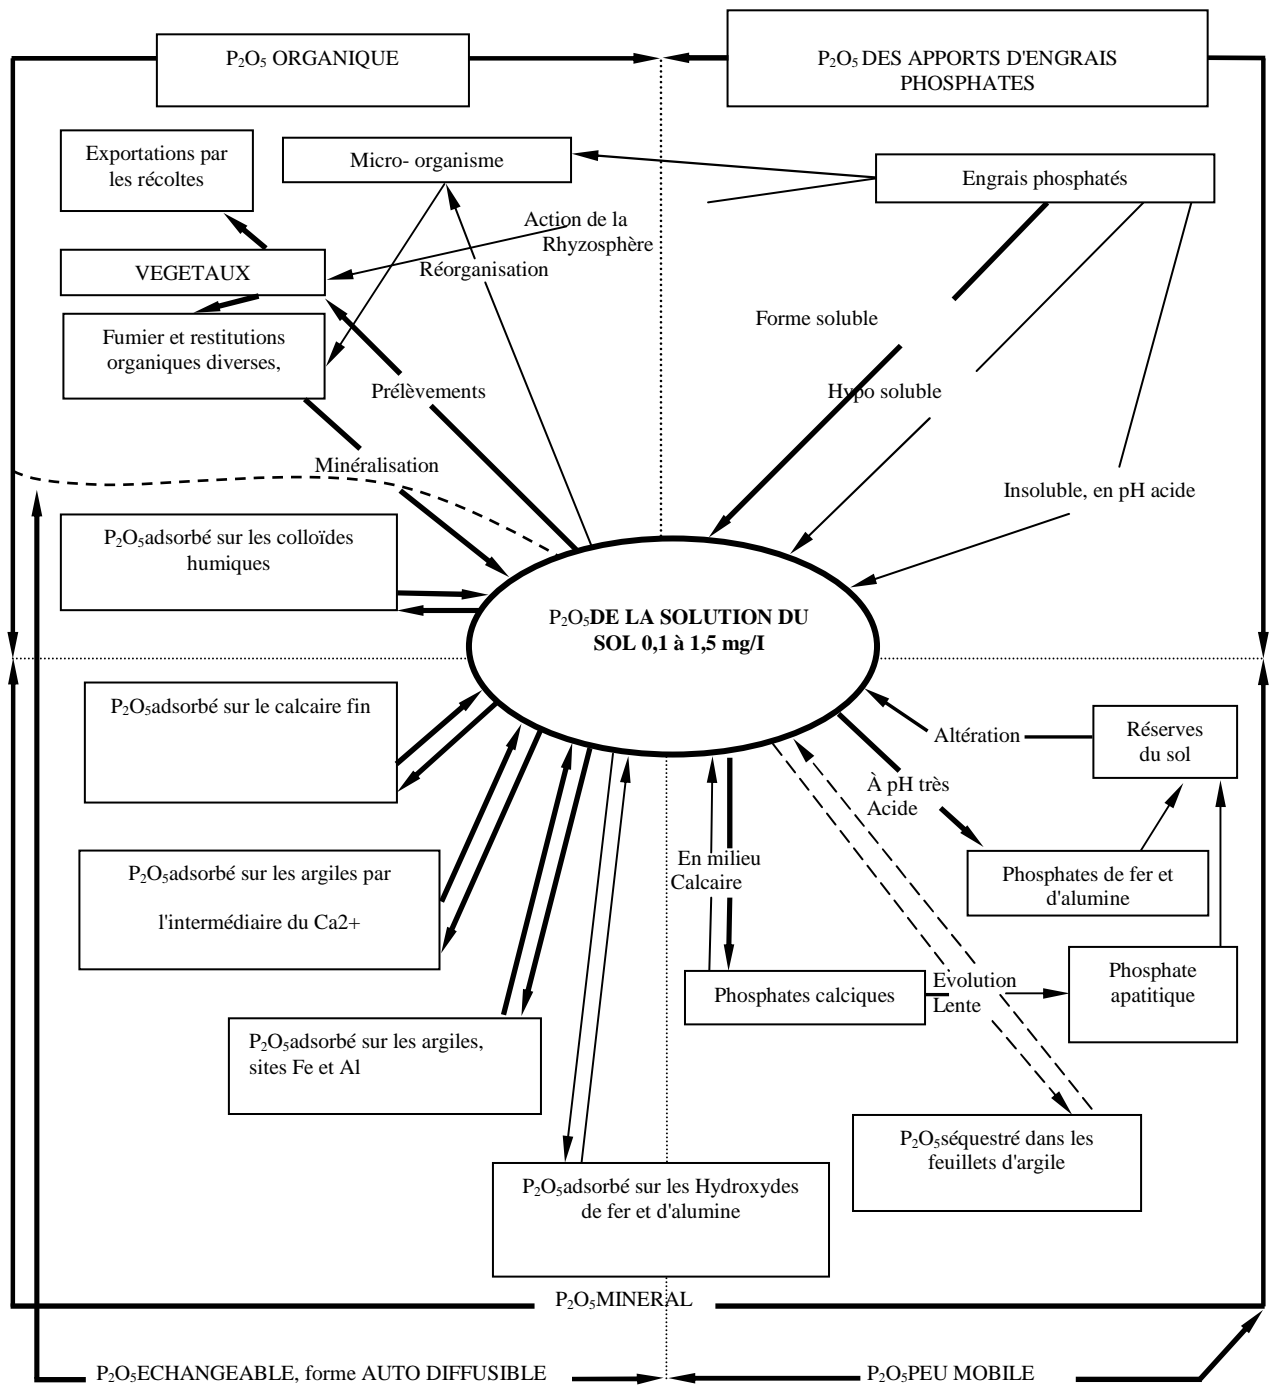 P₂O₅ ORGANIQUE
P₂O₅ DES APPORTS D'ENGRAIS
PHOSPHATES
Exportations par
les récoltes
Micro- organisme
Engrais phosphatés
Action de la
Rhyzosphère
VEGETAUX
Réorganisation
Fumier et restitutions
organiques diverses,
Forme soluble
Prélèvements
Hypo soluble
Minéralisation
Insoluble, en pH acide
P₂O₅adsorbé sur les colloïdes
humiques
P₂O₅DE LA SOLUTION DU
SOL 0,1 à 1,5 mg/I
P₂O₅adsorbé sur le calcaire fin
Altération
Réserves
du sol
À pH très
Acide
P₂O₅adsorbé sur les argiles par
l'intermédiaire du Ca2+
En milieu
Calcaire
Phosphates de fer et
d'alumine
Phosphates calciques
Evolution
Lente
Phosphate
apatitique
P₂O₅adsorbé sur les argiles,
sites Fe et Al
P₂O₅séquestré dans les
feuillets d'argile
P₂O₅adsorbé sur les Hydroxydes
de fer et d'alumine
P₂O₅MINERAL
P₂O₅ECHANGEABLE, forme AUTO DIFFUSIBLE
P₂O₅PEU MOBILE